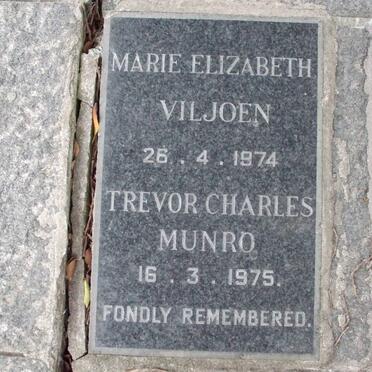 MARIE ELIZABETH
VILJOEN
26 . 4 . 1974
TREVOR CHARLES
MUNRO
16 . 3 . 1975.
FONDLY REMEMBERED.